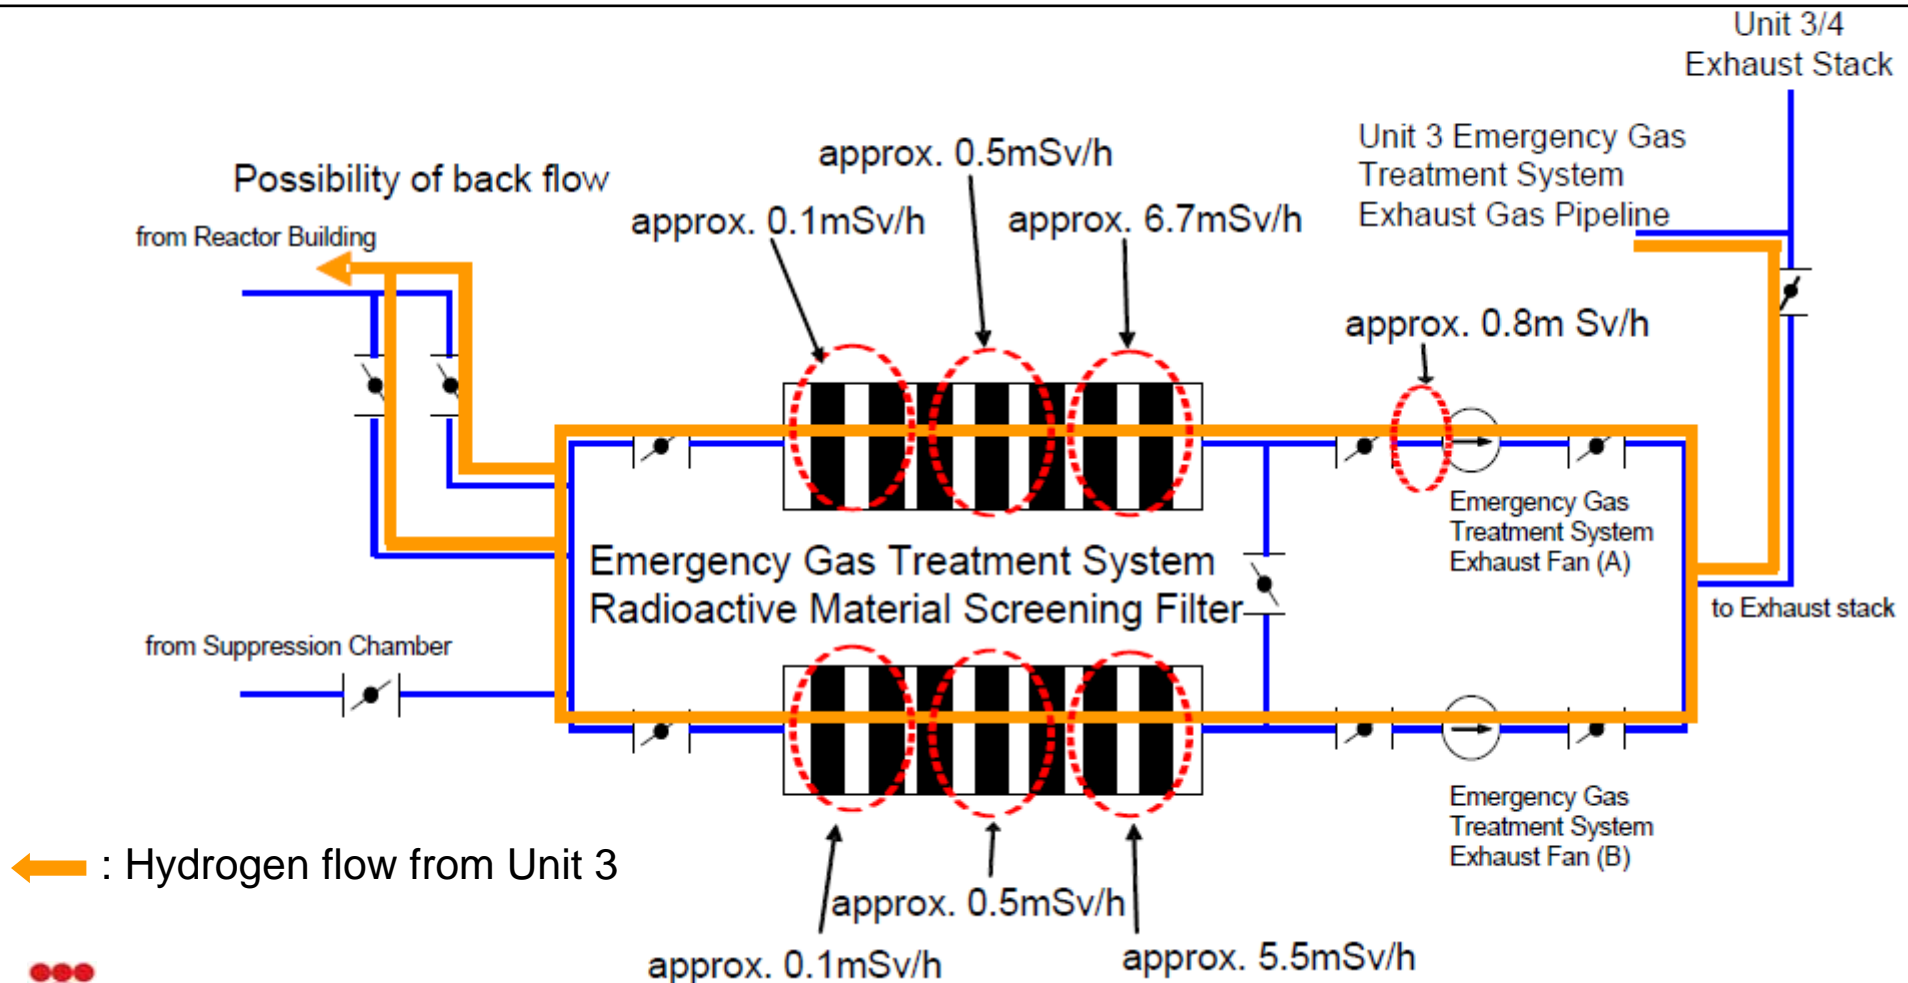 Unit 3/4
Exhaust Stack
Unit 3 Emergency Gas
Treatment System
Exhaust Gas Pipeline
approx. 0.5mSv/h
Possibility of back flow
approx. 0.1mSv/h
approx. 6.7mSv/h
from Reactor Building
approx. 0.8m Sv/h
Emergency Gas
Treatment System
Exhaust Fan (A)
Emergency Gas Treatment System
Radioactive Material Screening Filter
to Exhaust stack
from Suppression Chamber
Emergency Gas
Treatment System
Exhaust Fan (B)
: Hydrogen flow from Unit 3
approx. 0.5mSv/h
approx. 0.1mSv/h
approx. 5.5mSv/h